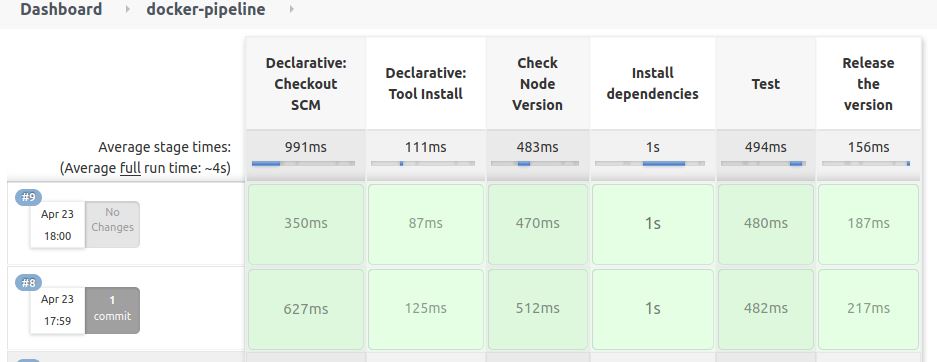 Dashboard docker-pipeline
Declarative: Checkout SCM
Declarative: Tool Install
Check Node Version
Install dependencies
Test
Release the version
Average stage times:
(Average full run time: ~4s)
991ms 111ms 483ms 1s 494ms 156ms
#9
Apr 23
18:00
No
Changes
350ms 87ms 470ms 1s 480ms 187ms
#8
Apr 23
17:59
1
commit
627ms 125ms 512ms 1s 482ms 217ms